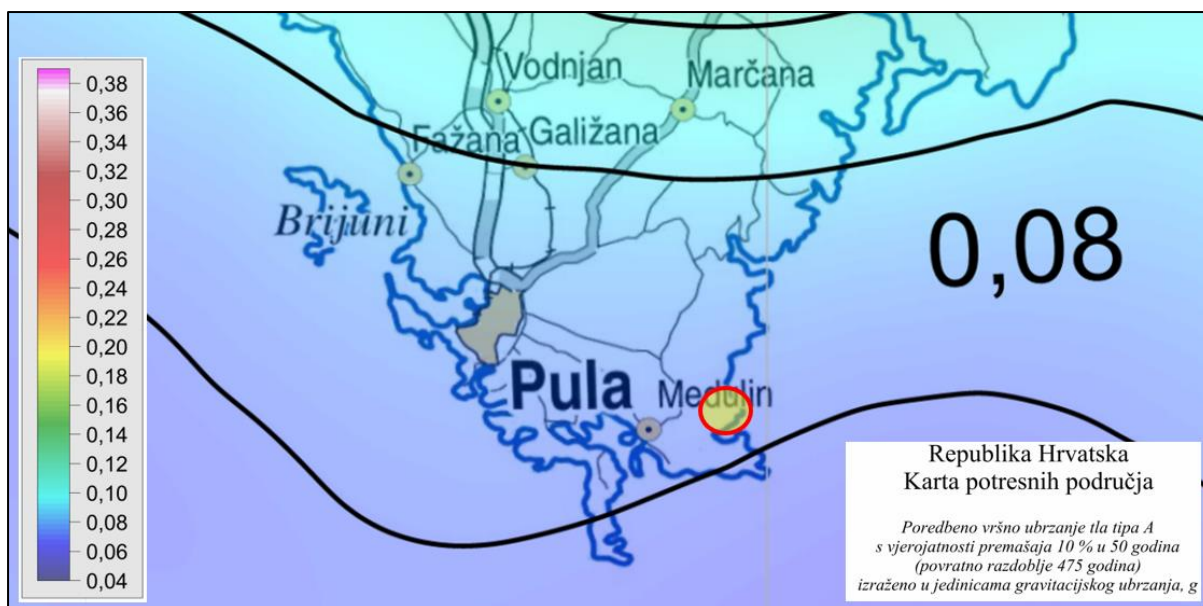 0,38
0,36
0,34
0,32
0,30
0,28
0,26
0,24
0,22
0,20
0,18
0,16
0,14
0,12
0,10
0,08
0,06
0,04
Vodnjan
Marčana
Fažana
Galižana
Brijuni
0,08
Pula
Medulin
Republika Hrvatska
Karta potresnih područja
Poredbeno vršno ubrzanje tla tipa A
s vjerojatnosti premašaja 10 % u 50 godina
(povratno razdoblje 475 godina)
izraženo u jedinicama gravitacijskog ubrzanja, g